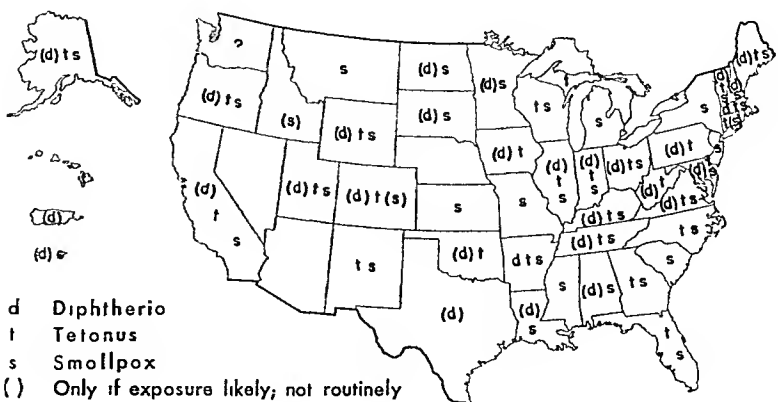 (d) t s
?
(d) t s
s
(s)
(d) t s
(d) s
(d) s
(d) s
t s
s
s
(d) t s
(d) t
(d) t
(d)
t
s
(d)
t
s
(d) t s
(d) t
s
(d)
t
s
(d) t s
(d) t (s)
s
s
(d) t s
(d) t
(d) t s
(d) t s
t s
t s
(d) t
d t s
s
(d) s
t s
s
(d)
(d)
s
t
s
(d)
d Diphtherio
t Tetonus
s Smollpox
( ) Only if exposure likely; not routinely